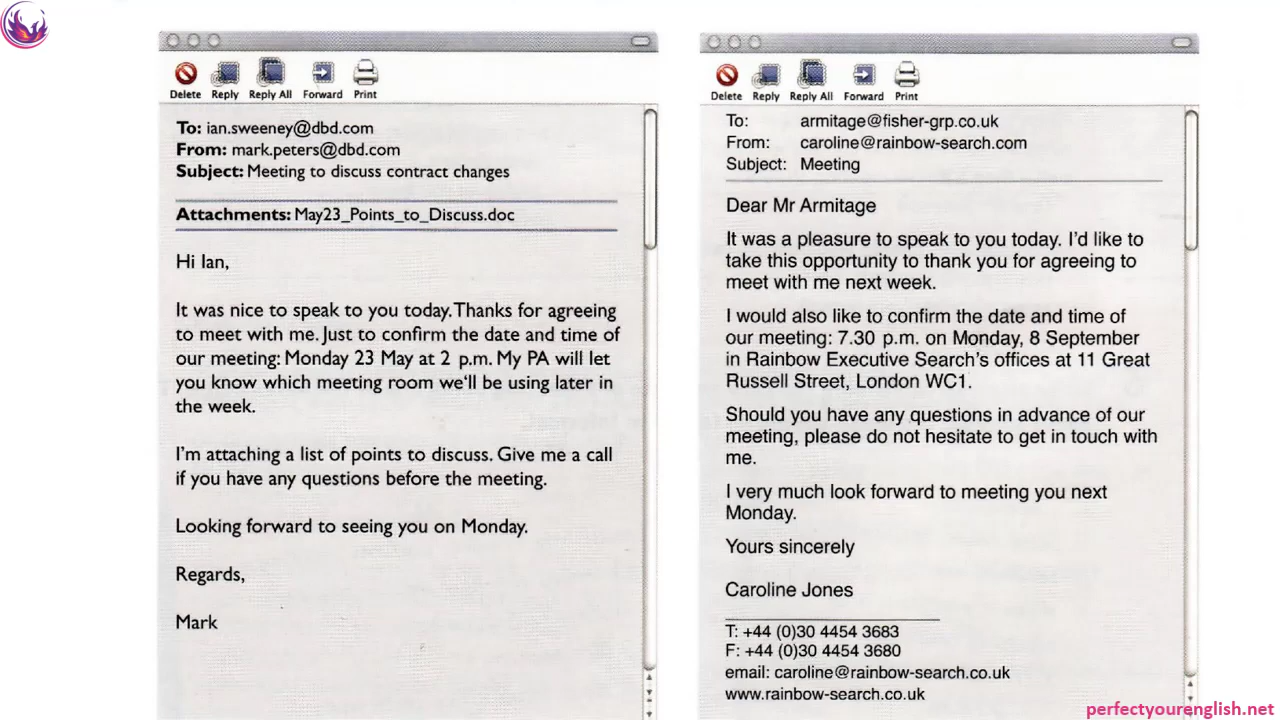 Delete Reply Reply All Forward Print
To: ian.sweeney@dbd.com
From: mark.peters@dbd.com
Subject: Meeting to discuss contract changes
Attachments: May23_Points_to_Discuss.doc
Hi Ian,
It was nice to speak to you today. Thanks for agreeing
to meet with me. Just to confirm the date and time of
our meeting: Monday 23 May at 2 p.m. My PA will let
you know which meeting room we'll be using later in
the week.
I'm attaching a list of points to discuss. Give me a call
if you have any questions before the meeting.
Looking forward to seeing you on Monday.
Regards,
Mark
Delete Reply Reply All Forward Print
To: armitage@fisher-grp.co.uk
From: caroline@rainbow-search.com
Subject: Meeting
Dear Mr Armitage
It was a pleasure to speak to you today. I'd like to
take this opportunity to thank you for agreeing to
meet with me next week.
I would also like to confirm the date and time of
our meeting: 7.30 p.m. on Monday, 8 September
in Rainbow Executive Search's offices at 11 Great
Russell Street, London WC1.
Should you have any questions in advance of our
meeting, please do not hesitate to get in touch with
me.
I very much look forward to meeting you next
Monday.
Yours sincerely
Caroline Jones
T: +44 (0)30 4454 3683
F: +44 (0)30 4454 3680
email: caroline@rainbow-search.co.uk
www.rainbow-search.co.uk
perfectyourenglish.net